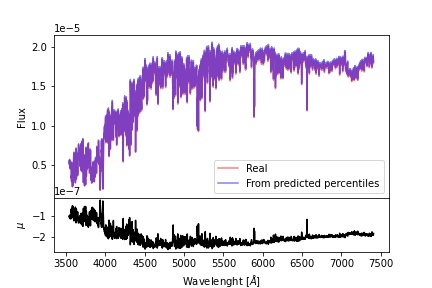 1e−5
2.0
1.5
1.0
0.5
Flux
Real
From predicted percentiles
1e−7
−1
−2
μ
3500 4000 4500 5000 5500 6000 6500 7000 7500
Wavelenght [Å]